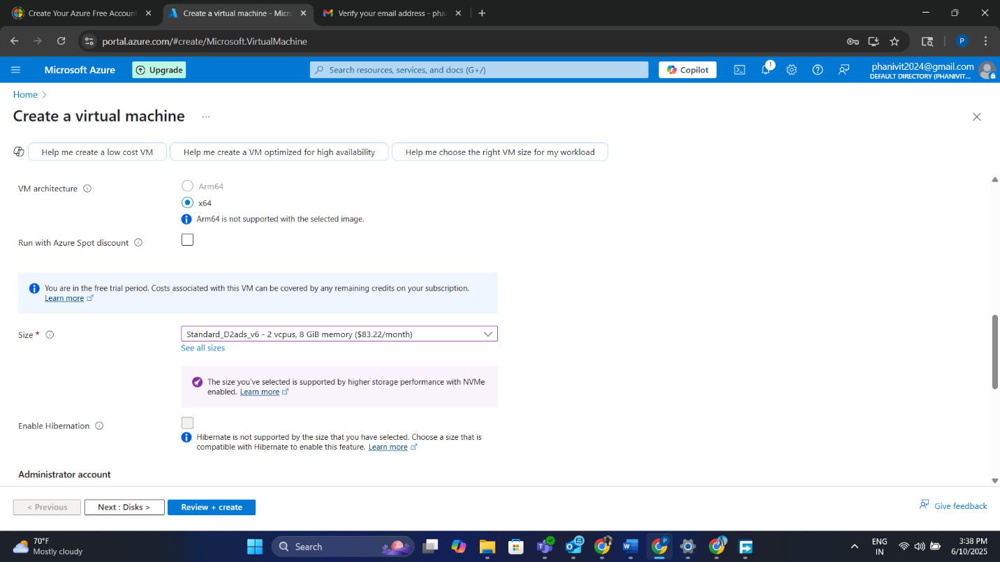 Create Your Azure Free Account
Create a virtual machine - Micro
Verify your email address - pha
portal.azure.com/#create/Microsoft.VirtualMachine
P
Microsoft Azure
Upgrade
Search resources, services, and docs (G+/)
Copilot
1
phanivit2024@gmail.com
DEFAULT DIRECTORY (PHANIVIT...
Home
Create a virtual machine
...
Help me create a low cost VM
Help me create a VM optimized for high availability
Help me choose the right VM size for my workload
VM architecture
Arm64
x64
Arm64 is not supported with the selected image.
Run with Azure Spot discount
You are in the free trial period. Costs associated with this VM can be covered by any remaining credits on your subscription.
Learn more
Size *
Standard_D2ads_v6 - 2 vcpus, 8 GiB memory ($83.22/month)
See all sizes
The size you've selected is supported by higher storage performance with NVMe
enabled. Learn more
Enable Hibernation
Hibernate is not supported by the size that you have selected. Choose a size that is
compatible with Hibernate to enable this feature. Learn more
Administrator account
< Previous
Next : Disks >
Review + create
Give feedback
70°F
Mostly cloudy
Search
ENG
IN
3:38 PM
6/10/2025